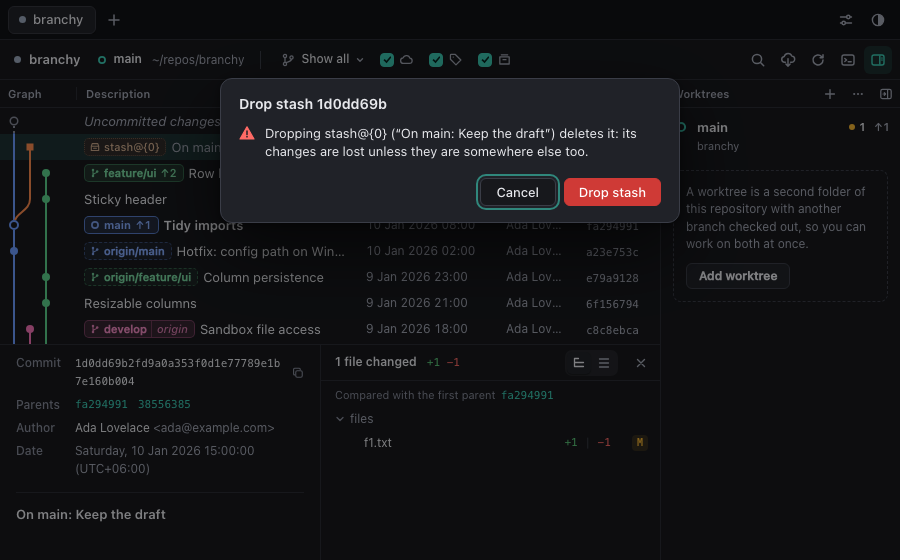 branchy
branchy main ~/repos/branchy Show all
Graph Description Worktrees
Drop stash 1d0dd69b
Dropping stash@{0} (“On main: Keep the draft”) deletes it: its
changes are lost unless they are somewhere else too.
Cancel Drop stash
Uncommitted changes
stash@{0} On main
feature/ui ↑2 Row
Sticky header
main ↑1 Tidy imports 10 Jan 2026 08:00 Ada Lov… fa294991
origin/main Hotfix: config path on Win… 10 Jan 2026 02:00 Ada Lov… a23e753c
origin/feature/ui Column persistence 9 Jan 2026 23:00 Ada Lov… e79a9128
Resizable columns 9 Jan 2026 21:00 Ada Lov… 6f156794
develop origin Sandbox file access 9 Jan 2026 18:00 Ada Lov… c8c8ebca
main 1 ↑1
branchy
A worktree is a second folder of
this repository with another
branch checked out, so you can
work on both at once.
Add worktree
Commit 1d0dd69b2fd9a0a353f0d1e77789e1b
7e160b004
Parents fa294991 38556385
Author Ada Lovelace <ada@example.com>
Date Saturday, 10 Jan 2026 15:00:00
(UTC+06:00)
On main: Keep the draft
1 file changed +1 −1
Compared with the first parent fa294991
files
f1.txt +1 −1 M